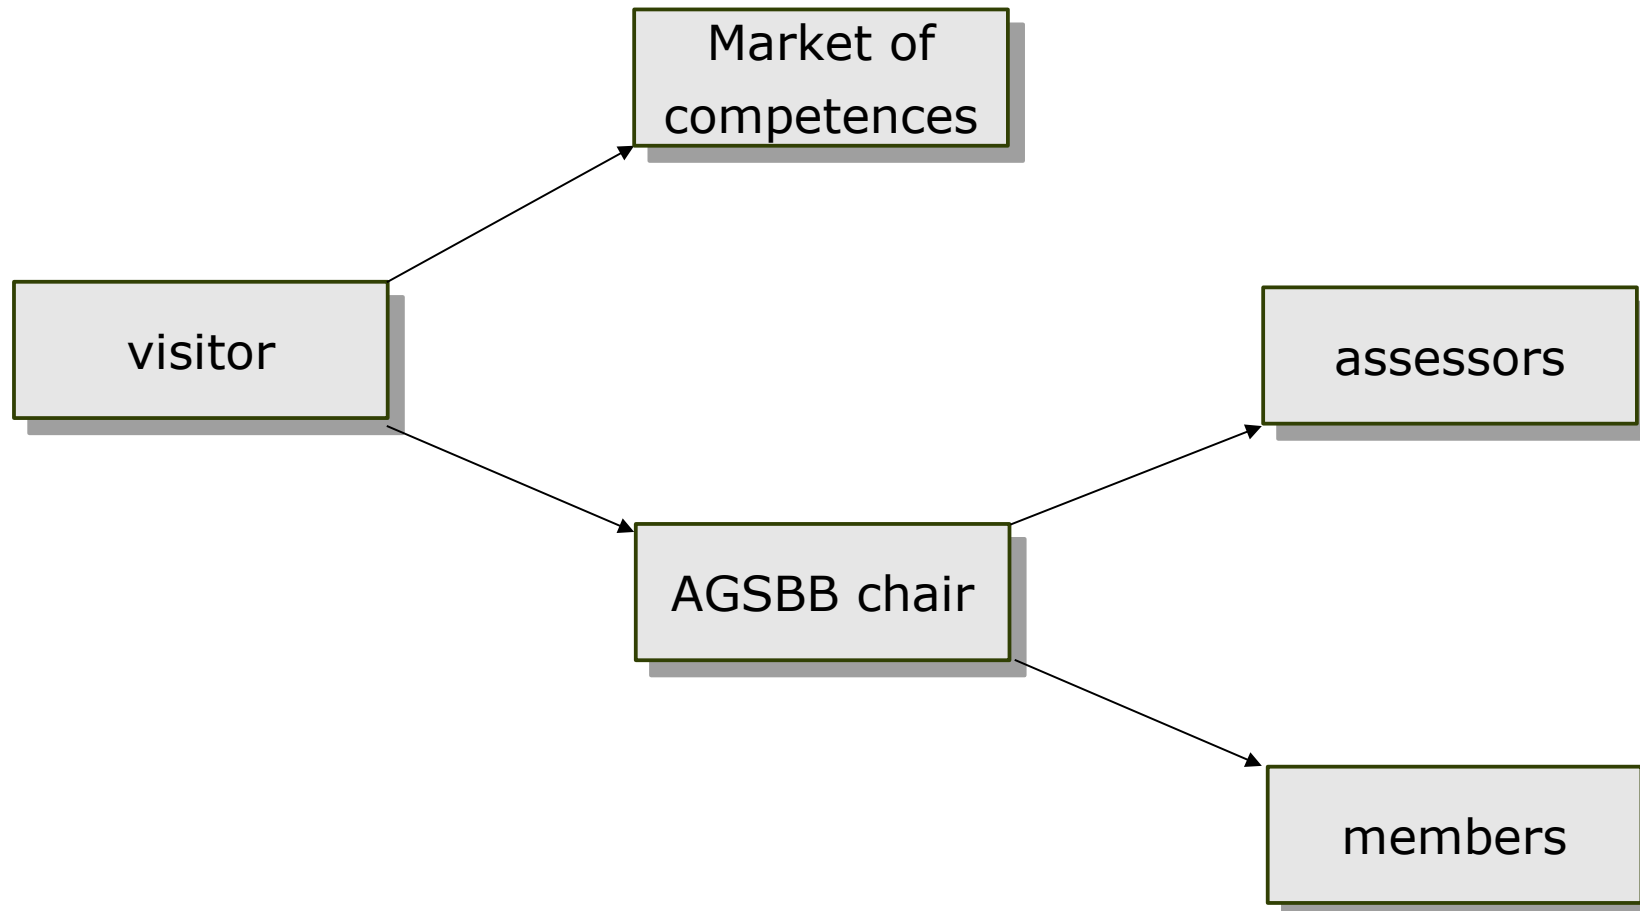 Market of
competences
visitor
assessors
AGSBB chair
members